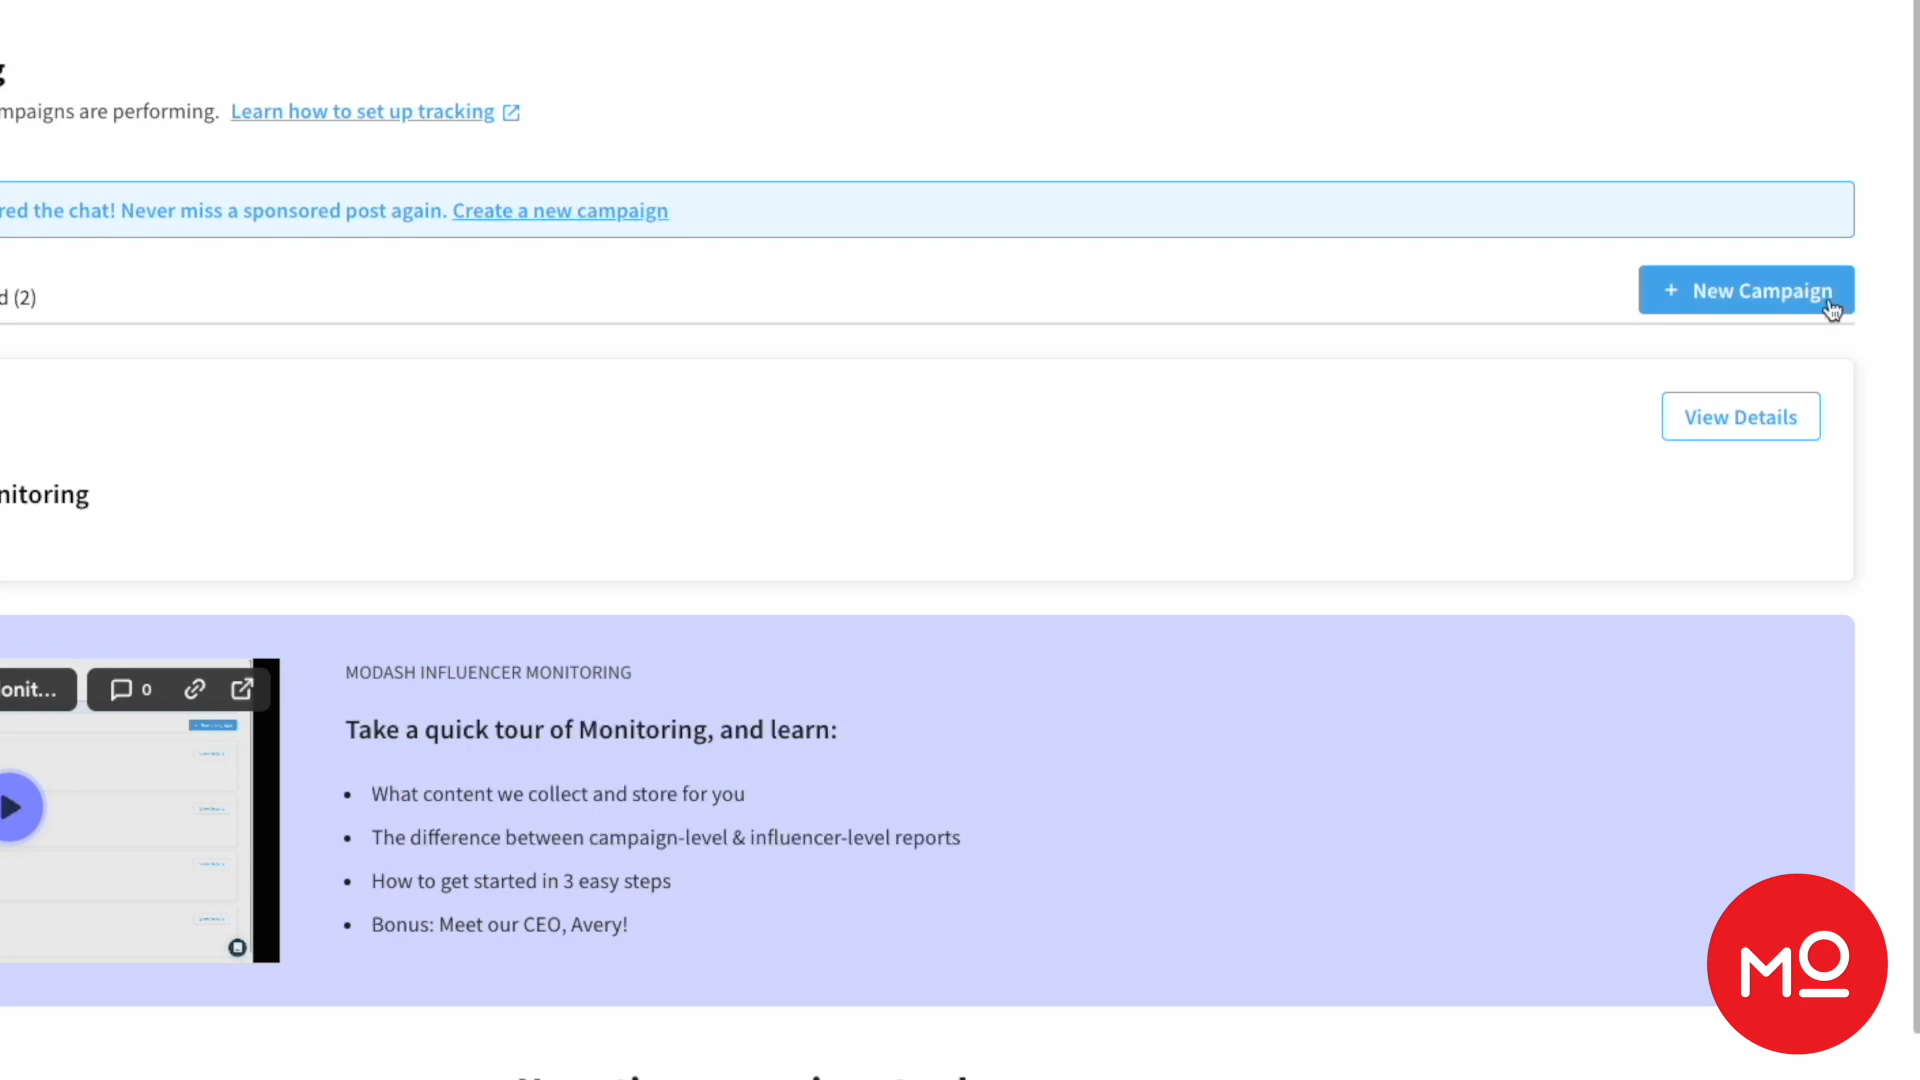 g
mpaigns are performing. Learn how to set up tracking
red the chat! Never miss a sponsored post again. Create a new campaign
d (2)
+ New Campaign
View Details
nitoring
MODASH INFLUENCER MONITORING
onit... 0
Take a quick tour of Monitoring, and learn:
• What content we collect and store for you
• The difference between campaign-level & influencer-level reports
• How to get started in 3 easy steps
• Bonus: Meet our CEO, Avery!
MO